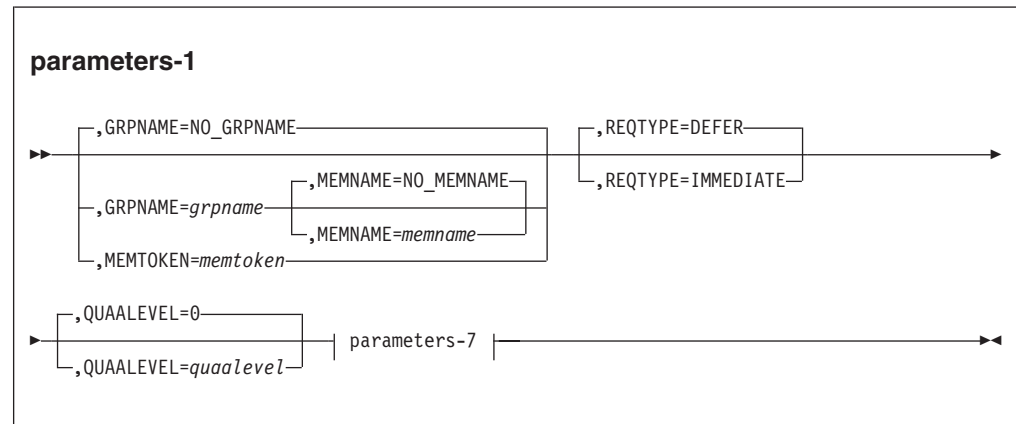 parameters-1
,GRPNAME=NO_GRPNAME ,REQTYPE=DEFER
,MEMNAME=NO_MEMNAME ,REQTYPE=IMMEDIATE
,GRPNAME=grpname
,MEMNAME=memname
,MEMTOKEN=memtoken
,QUAALEVEL=0
parameters-7
,QUAALEVEL=quaalevel